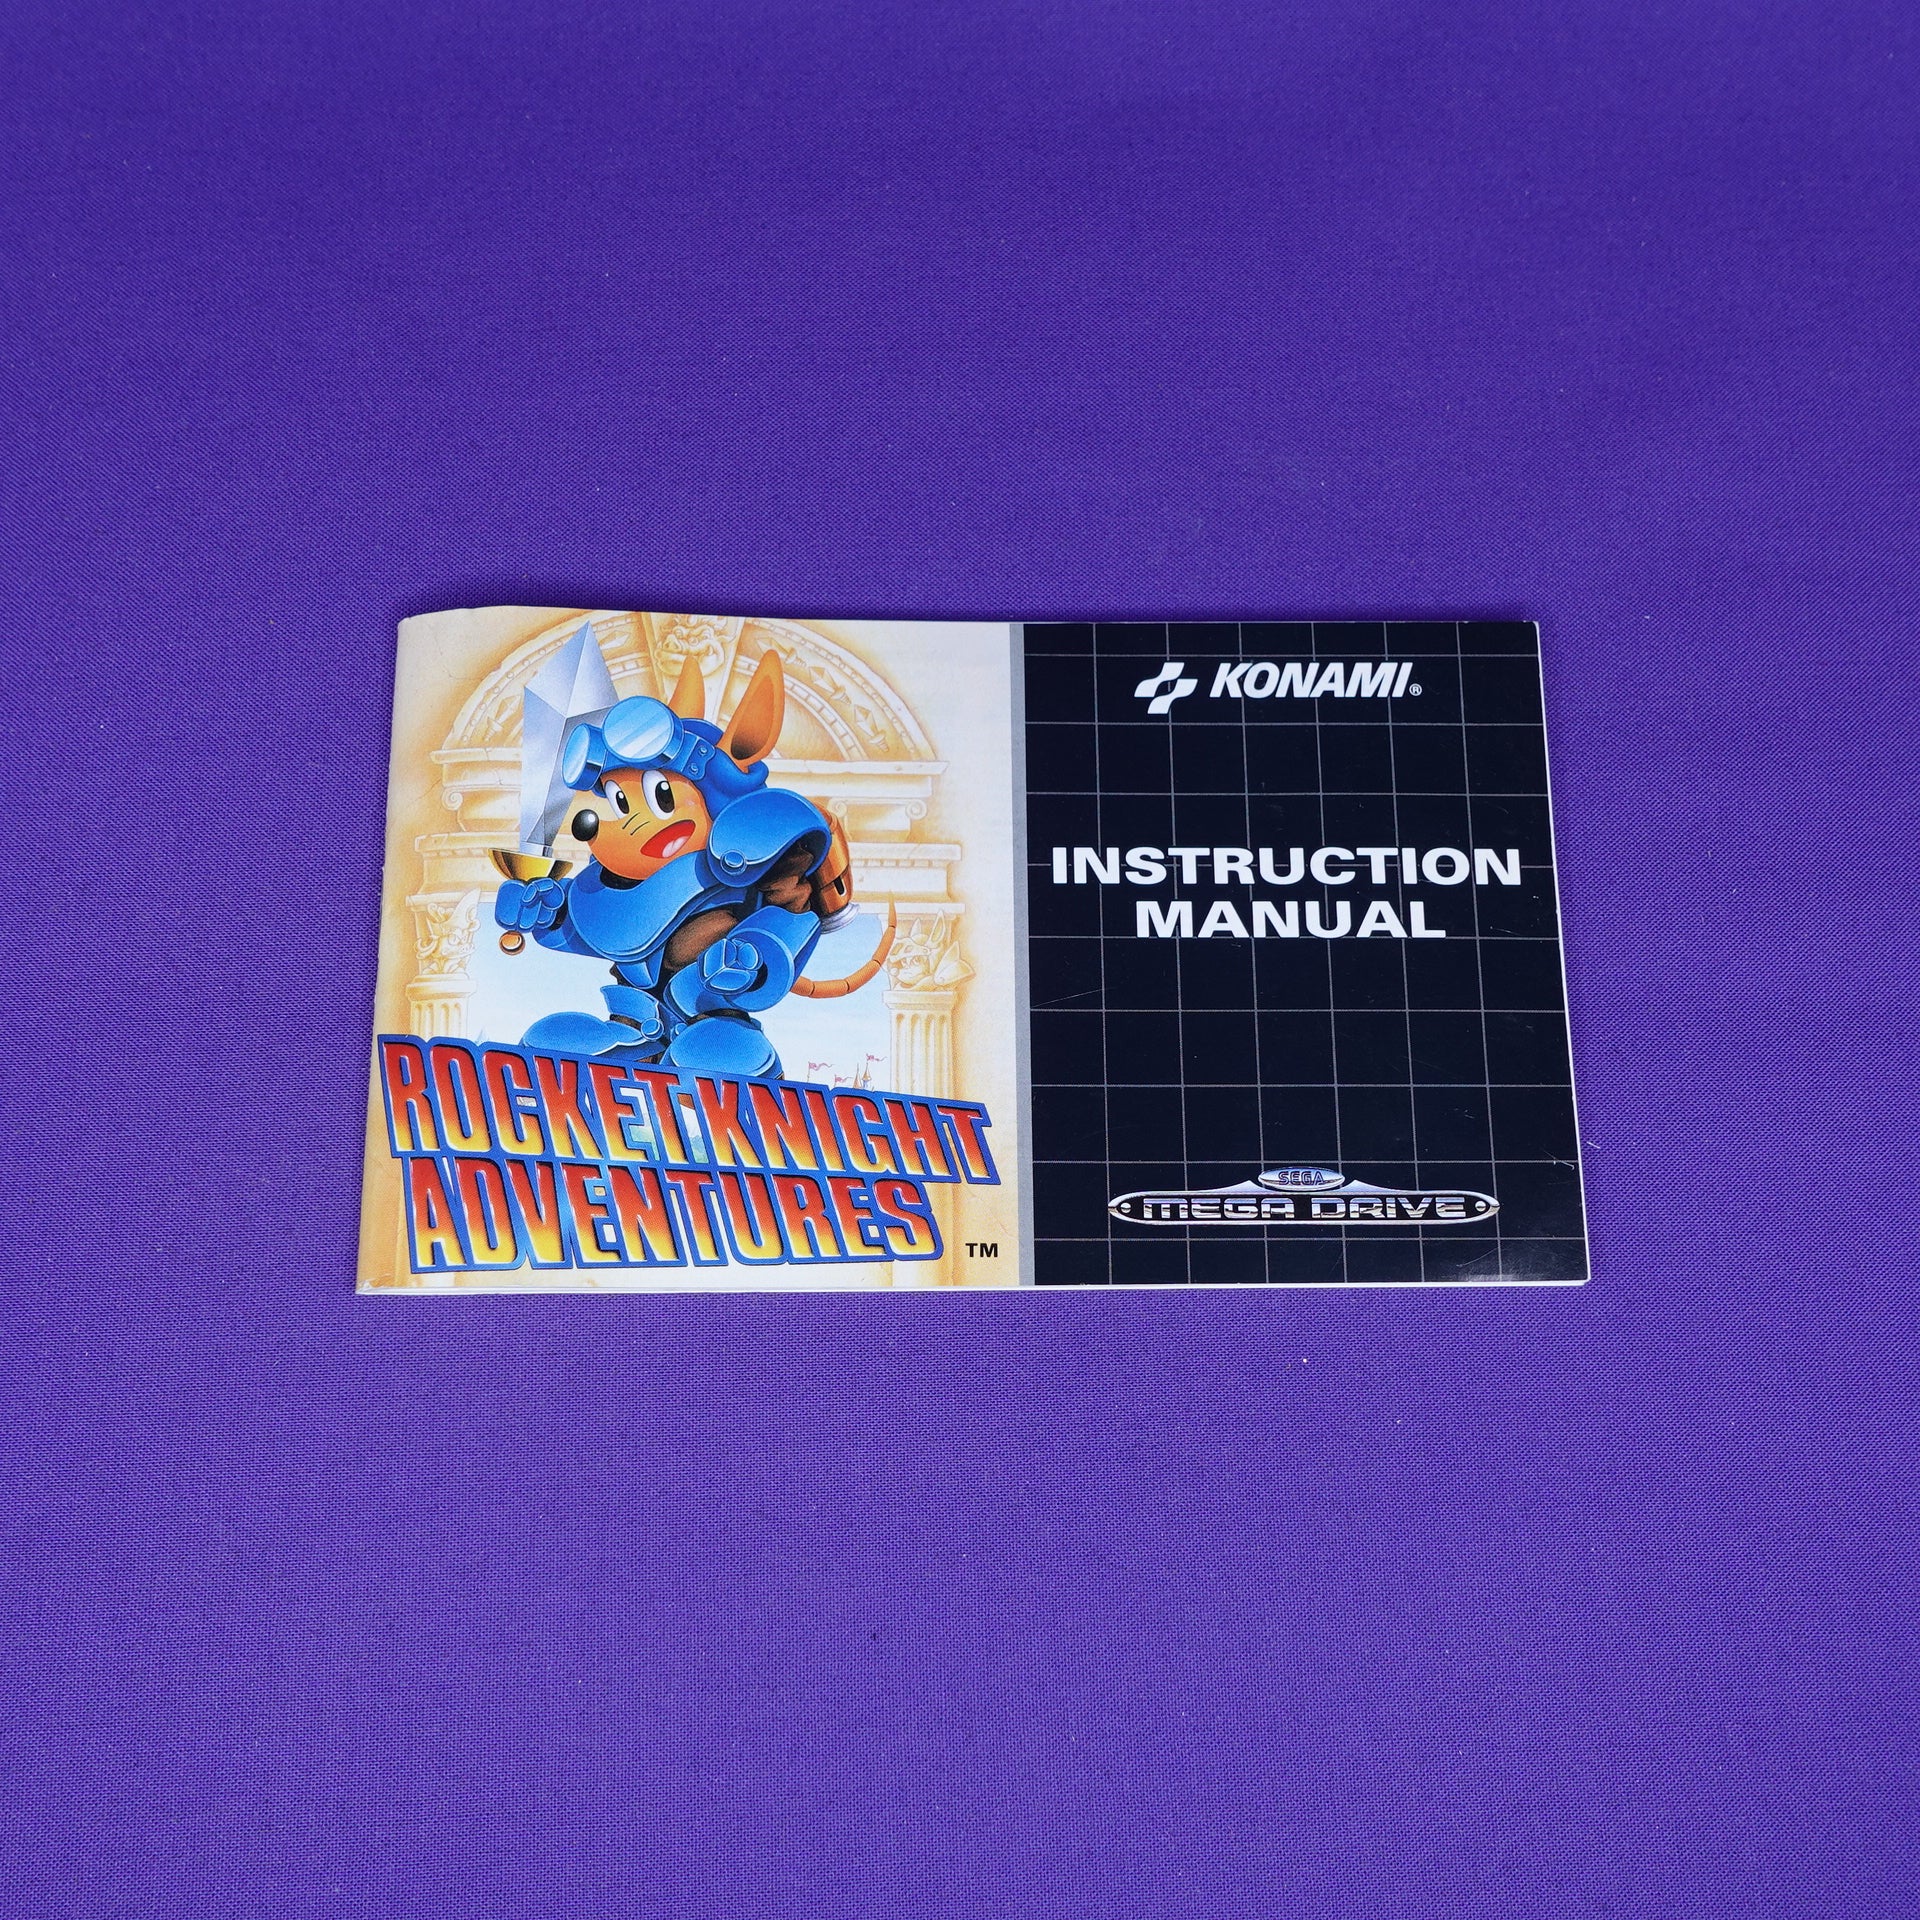 ROCKET KNIGHT
ADVENTURES TM
KONAMI®
INSTRUCTION
MANUAL
SEGA
MEGA DRIVE